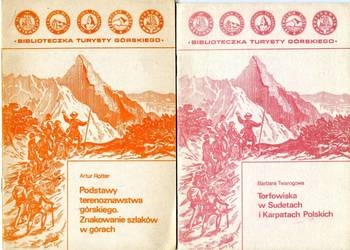 • BIBLIOTECZKA TURYSTY GÓRSKIEGO •
Artur Rotter
Podstawy
terenoznawstwa
górskiego.
Znakowanie szlaków
w górach
• BIBLIOTECZKA TURYSTY GÓRSKIEGO •
Barbara Twarogowa
Torfowiska
w Sudetach
i Karpatach Polskich